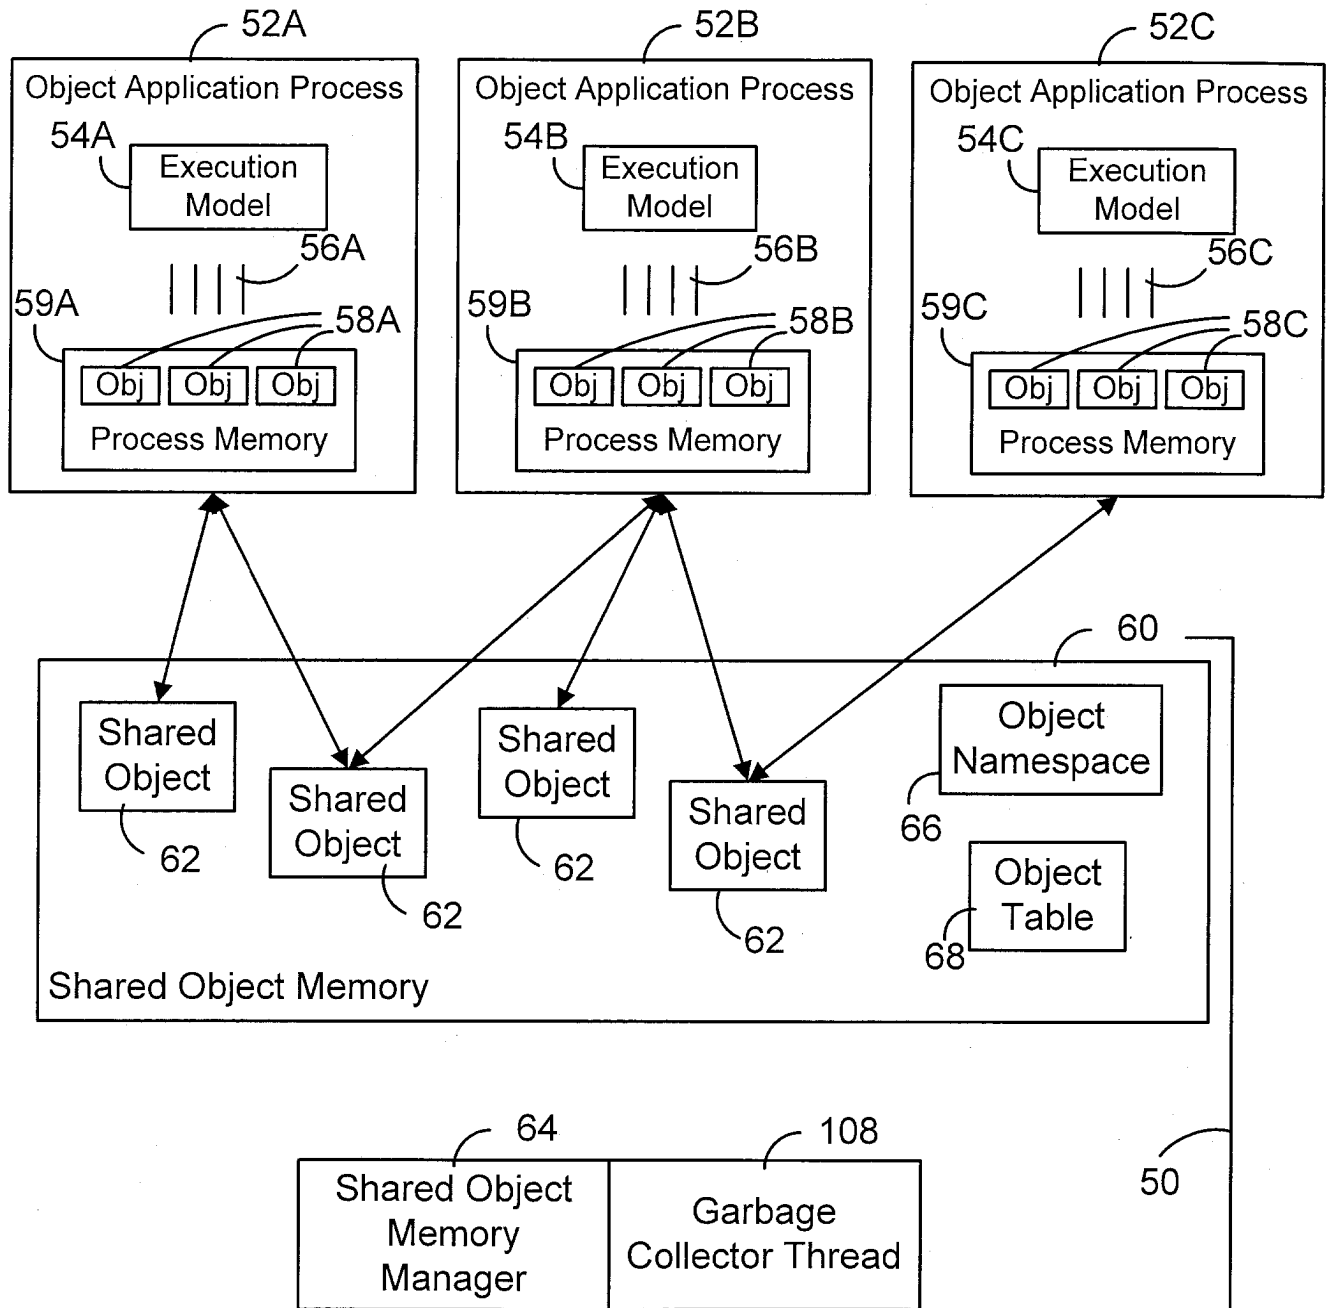 52A
52B
52C
Object Application Process
Object Application Process
Object Application Process
54A
54B
54C
Execution
Model
Execution
Model
Execution
Model
56A
56B
56C
59A
59B
59C
58A
58B
58C
Obj Obj Obj
Obj Obj Obj
Obj Obj Obj
Process Memory
Process Memory
Process Memory
60
Shared
Object
62
Shared
Object
62
Shared
Object
62
Shared
Object
62
Object
Namespace
66
Object
Table
68
Shared Object Memory
64
108
50
Shared Object
Memory
Manager
Garbage
Collector Thread